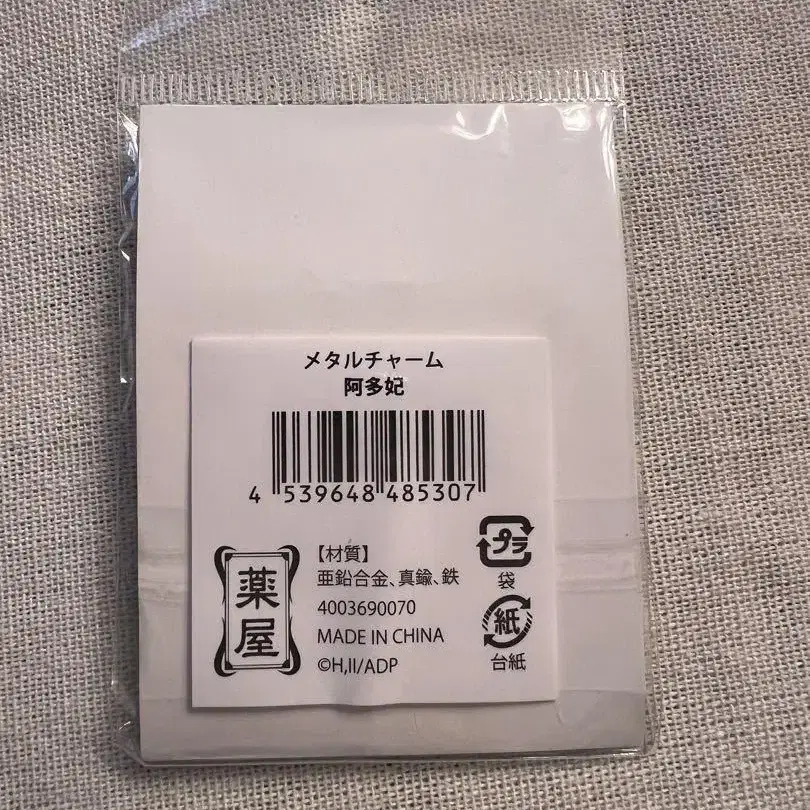 メタルチャーム
阿多妃
4 539648 485307
薬屋
【材質】
亜鉛合金、真鍮、鉄
4003690070
MADE IN CHINA
©H,II/ADP
プラ
袋
紙
台紙